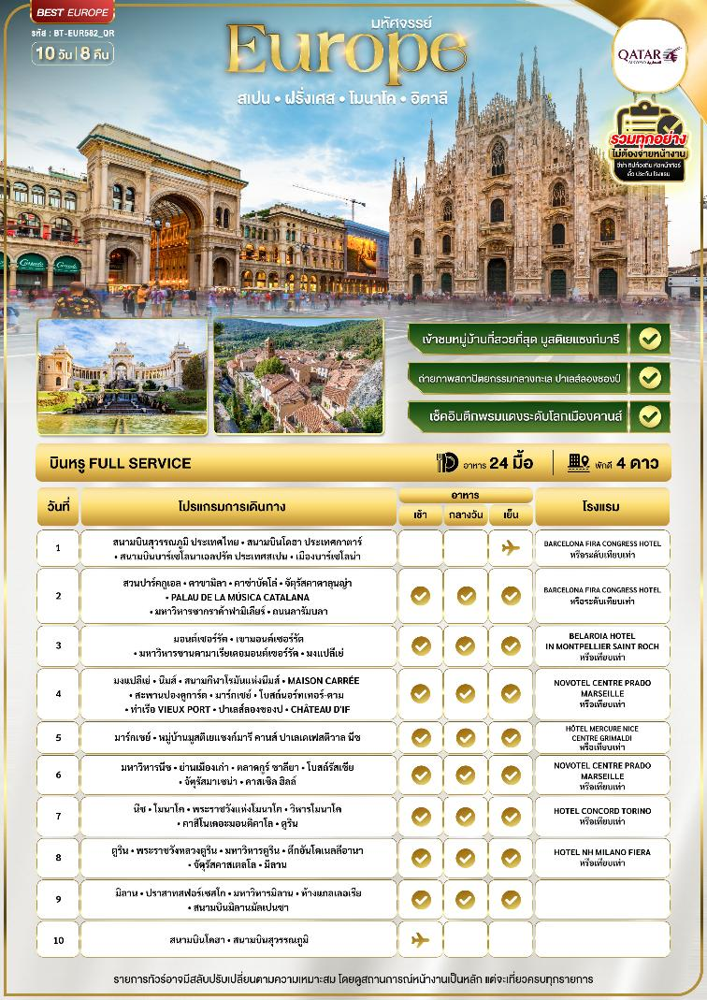 BEST EUROPE
รหัส : BT-EUR582_QR
10 วัน | 8 คืน
มหัศจรรย์
Europe
สเปน • ฝรั่งเศส • โมนาโค • อิตาลี
QATAR
AIRWAYS القطرية
รวมทุกอย่าง
ไม่ต้องจ่ายหน้างาน
วีซ่า ทิปท้องถิ่น หัวหน้าทัวร์
ตั๋ว ประกัน โรงแรม
เข้าชมหมู่บ้านที่สวยที่สุด มูสติเยแซงก์มารี
ถ่ายภาพสถาปัตยกรรมกลางทะเล ปาเลส์ลองชองป์
เช็คอินตึกพรมแดงระดับโลกเมืองคานส์
บินหรู FULL SERVICE
อาหาร 24 มื้อ
พักดี 4 ดาว
วันที่
โปรแกรมการเดินทาง
อาหาร
เช้า
กลางวัน
เย็น
โรงแรม
1
สนามบินสุวรรณภูมิ ประเทศไทย • สนามบินโดฮา ประเทศกาตาร์
• สนามบินบาร์เซโลนาเอลปรัต ประเทศสเปน • เมืองบาร์เซโลน่า
BARCELONA FIRA CONGRESS HOTEL
หรือระดับเทียบเท่า
2
สวนปาร์คกูเอล • คาซามิลา • คาซ่าบัตโล่ • จัตุรัสคาตาลุนญ่า
• PALAU DE LA MÚSICA CATALANA
• มหาวิหารซากราด้าฟามิเลียร์ • ถนนลารัมบลา
BARCELONA FIRA CONGRESS HOTEL
หรือระดับเทียบเท่า
3
มอนต์เซอร์รัต • เขามอนต์เซอร์รัต
• มหาวิหารซานตามาเรียเดอมอนต์เซอร์รัต • มงแปลีเย่
BELAROIA HOTEL
IN MONTPELLIER SAINT ROCH
หรือเทียบเท่า
4
มงแปลีเย่ • นีมส์ • สนามกีฬาโรมันแห่งนีมส์ • MAISON CARRÉE
• สะพานปองดูการ์ด • มาร์กเซย์ • โบสถ์นอร์ทเทอร์-ดาม
• ท่าเรือ VIEUX PORT • ปาเลส์ลองชองป • CHÂTEAU D'IF
NOVOTEL CENTRE PRADO
MARSEILLE
หรือเทียบเท่า
5
มาร์กเซย์ • หมู่บ้านมูสติเยแซงก์มารี คานส์ ปาเลเดเฟสติวาล นีซ
HÔTEL MERCURE NICE
CENTRE GRIMALDI
หรือเทียบเท่า
6
มหาวิหารนีซ • ย่านเมืองเก่า • ตลาดกูร์ ซาลียา • โบสถ์รัสเซีย
• จัตุรัสมาเซน่า • คาสเซิล ฮิลล์
NOVOTEL CENTRE PRADO
MARSEILLE
หรือเทียบเท่า
7
นีซ • โมนาโค • พระราชวังแห่งโมนาโค • วิหารโมนาโค
• คาสิโนเดอะมอนติคาโล • ตูริน
HOTEL CONCORD TORINO
หรือเทียบเท่า
8
ตูริน • พระราชวังหลวงตูริน • มหาวิหารตูริน • ตึกอันโตเนลลีอานา
• จัตุรัสคาสเตลโล • มิลาน
HOTEL NH MILANO FIERA
หรือเทียบเท่า
9
มิลาน • ปราสาทสฟอร์เซสโก • มหาวิหารมิลาน • ห้างแกลเลอเรีย
• สนามบินมิลานมัลเปนซา
10
สนามบินโดฮา • สนามบินสุวรรณภูมิ
รายการทัวร์อาจมีสลับปรับเปลี่ยนตามความเหมาะสม โดยดูสถานการณ์หน้างานเป็นหลัก แต่จะเที่ยวครบทุกรายการ